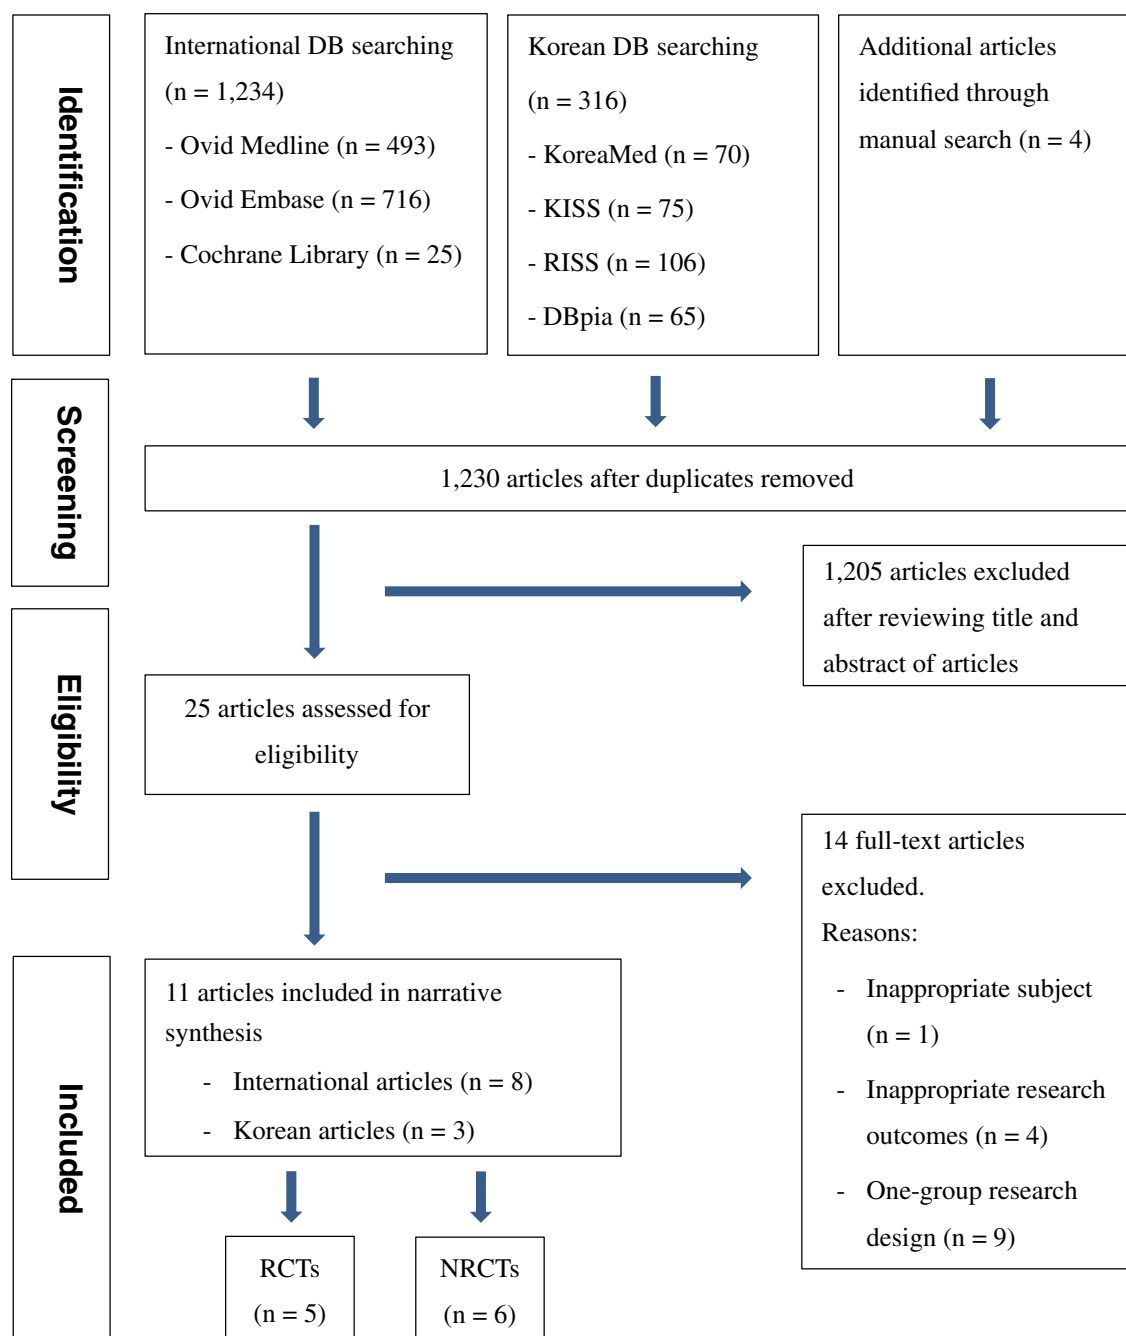 Identification
International DB searching
(n = 1,234)
- Ovid Medline (n = 493)
- Ovid Embase (n = 716)
- Cochrane Library (n = 25)
Korean DB searching
(n = 316)
- KoreaMed (n = 70)
- KISS (n = 75)
- RISS (n = 106)
- DBpia (n = 65)
Additional articles
identified through
manual search (n = 4)
Screening
1,230 articles after duplicates removed
1,205 articles excluded
after reviewing title and
abstract of articles
Eligibility
25 articles assessed for
eligibility
14 full-text articles
excluded.
Reasons:
- Inappropriate subject
(n = 1)
- Inappropriate research
outcomes (n = 4)
- One-group research
design (n = 9)
Included
11 articles included in narrative
synthesis
- International articles (n = 8)
- Korean articles (n = 3)
RCTs
(n = 5)
NRCTs
(n = 6)